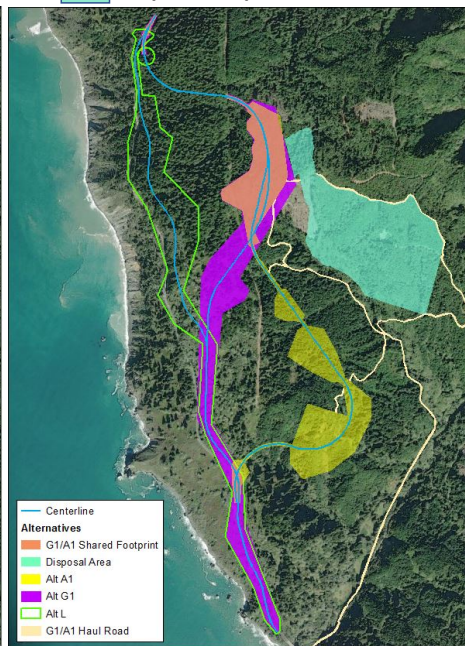 Centerline
Alternatives
G1/A1 Shared Footprint
Disposal Area
Alt A1
Alt G1
Alt L
G1/A1 Haul Road